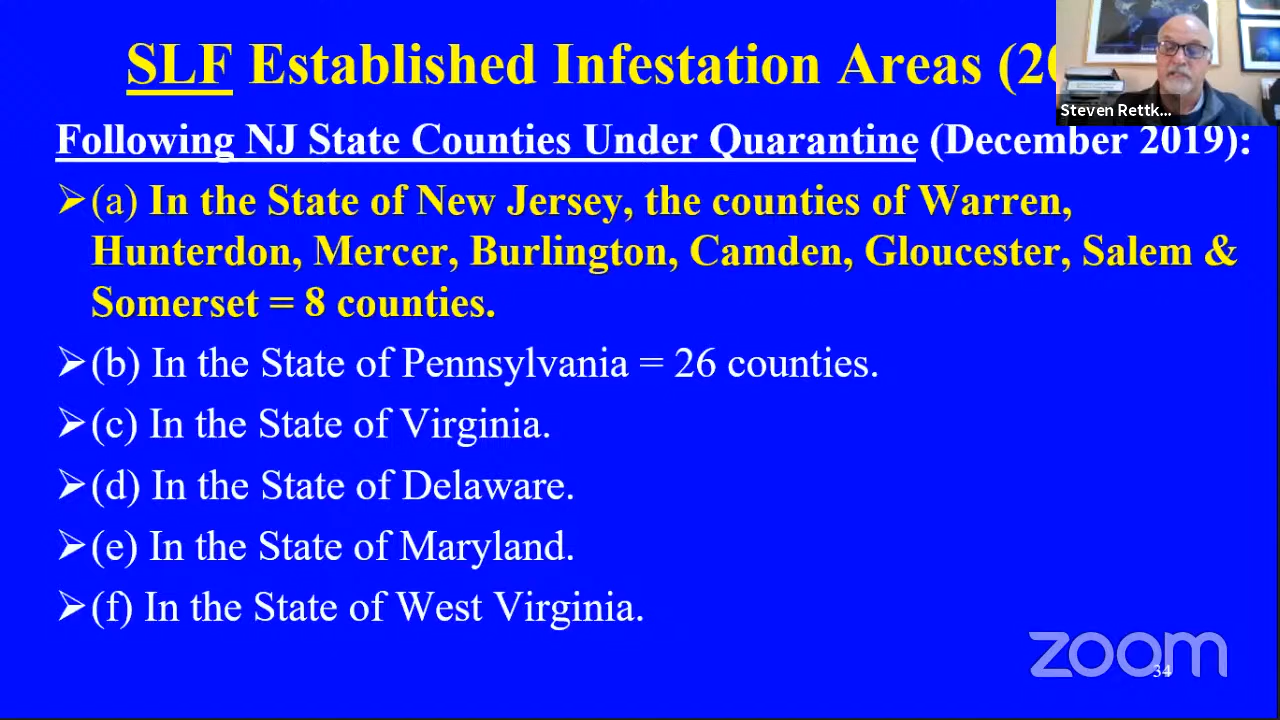 SLF Established Infestation Areas (20
Steven Rettk...
Following NJ State Counties Under Quarantine (December 2019):
(a) In the State of New Jersey, the counties of Warren,
Hunterdon, Mercer, Burlington, Camden, Gloucester, Salem &
Somerset = 8 counties.
(b) In the State of Pennsylvania = 26 counties.
(c) In the State of Virginia.
(d) In the State of Delaware.
(e) In the State of Maryland.
(f) In the State of West Virginia.
zoom
34